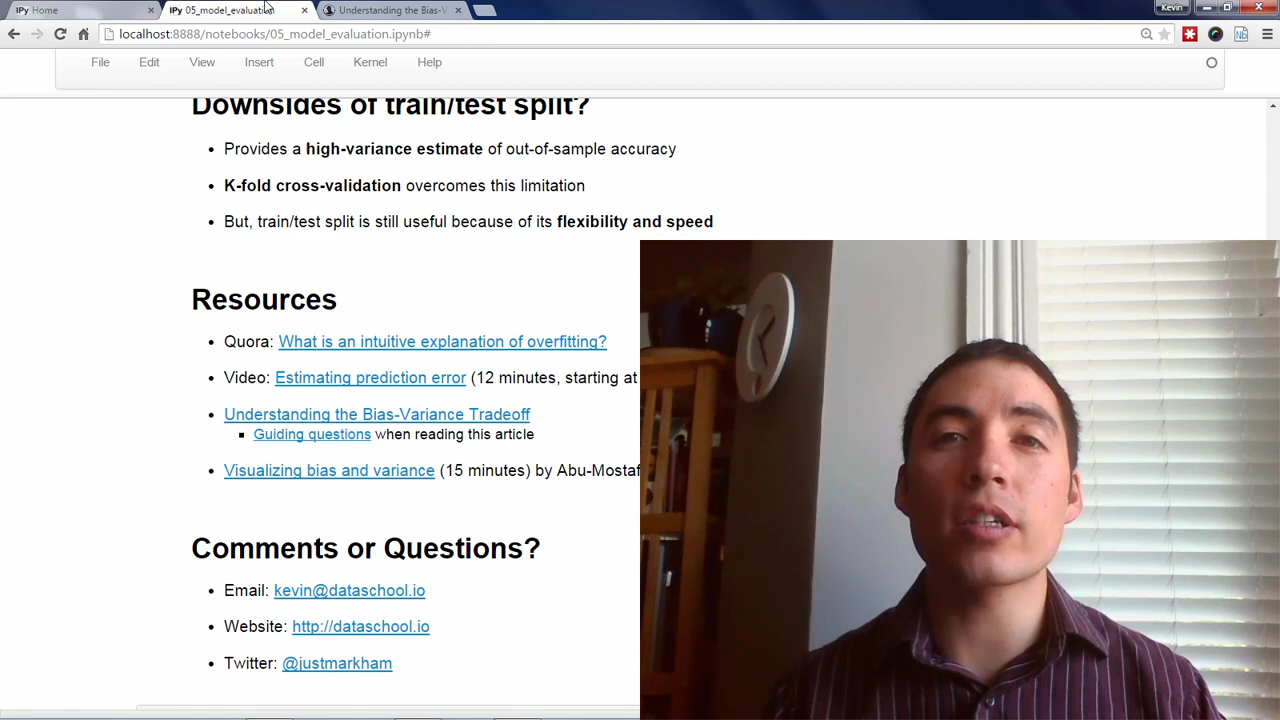 IPy Home
IPy 05_model_evaluation
Understanding the Bias-V
Kevin
localhost:8888/notebooks/05_model_evaluation.ipynb#
File Edit View Insert Cell Kernel Help
Downsides of train/test split?
• Provides a high-variance estimate of out-of-sample accuracy
• K-fold cross-validation overcomes this limitation
• But, train/test split is still useful because of its flexibility and speed
Resources
• Quora: What is an intuitive explanation of overfitting?
• Video: Estimating prediction error (12 minutes, starting at
• Understanding the Bias-Variance Tradeoff
▪ Guiding questions when reading this article
• Visualizing bias and variance (15 minutes) by Abu-Mostaf
Comments or Questions?
• Email: kevin@dataschool.io
• Website: http://dataschool.io
• Twitter: @justmarkham